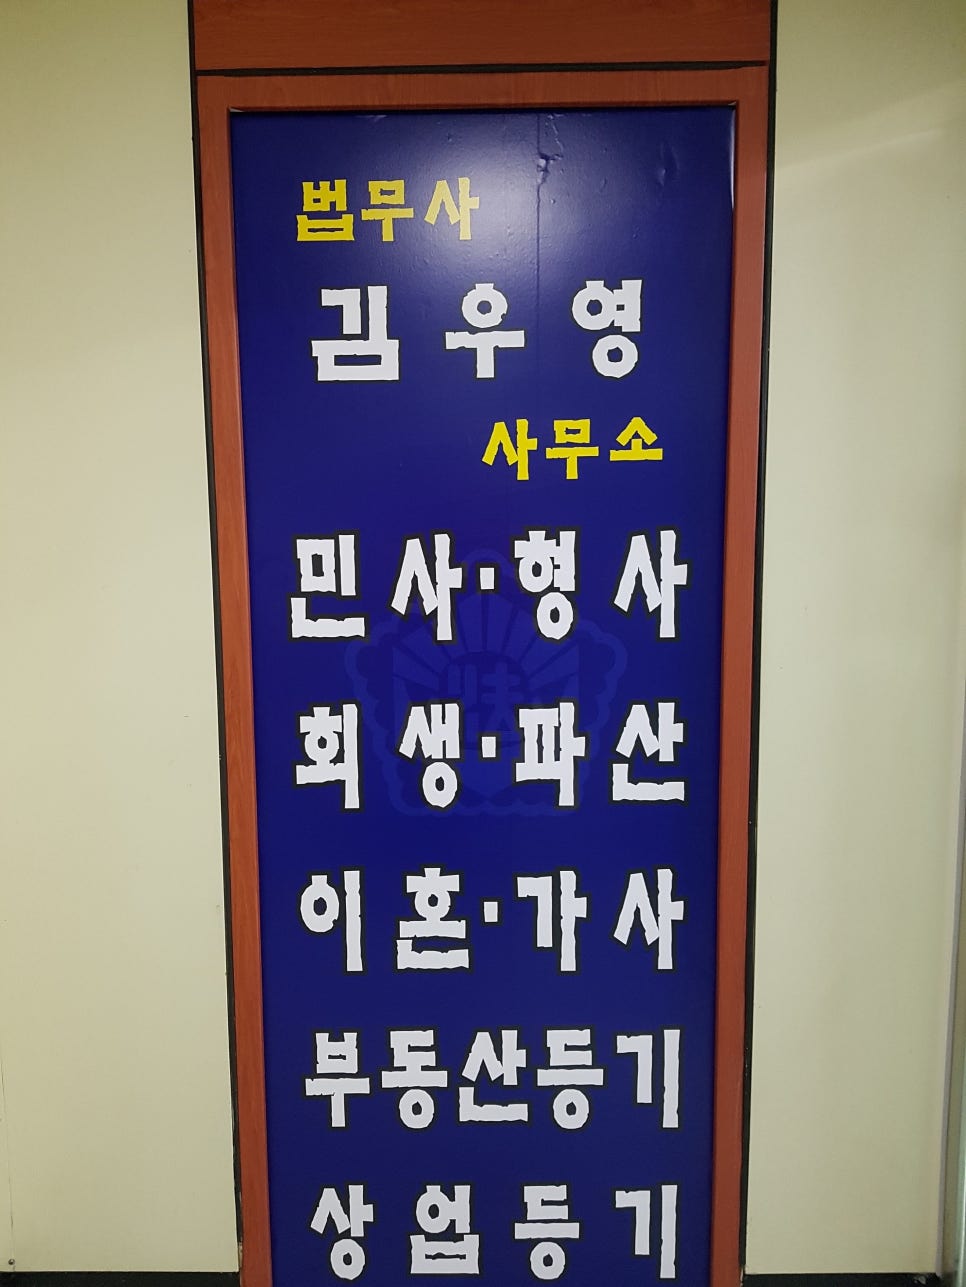 법무사
김우영
사무소
민사·형사
회생·파산
이혼·가사
부동산등기
상업등기